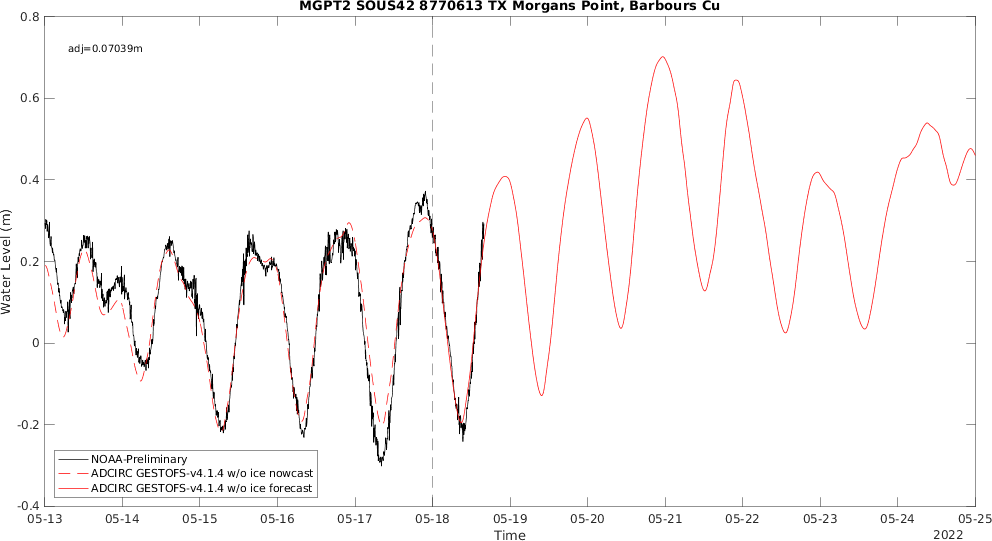 MGPT2 SOUS42 8770613 TX Morgans Point, Barbours Cu
adj=0.07039m
Water Level (m)
0.8
0.6
0.4
0.2
0
-0.2
-0.4
NOAA-Preliminary
ADCIRC GESTOFS-v4.1.4 w/o ice nowcast
ADCIRC GESTOFS-v4.1.4 w/o ice forecast
05-13 05-14 05-15 05-16 05-17 05-18 05-19 05-20 05-21 05-22 05-23 05-24 05-25
Time
2022